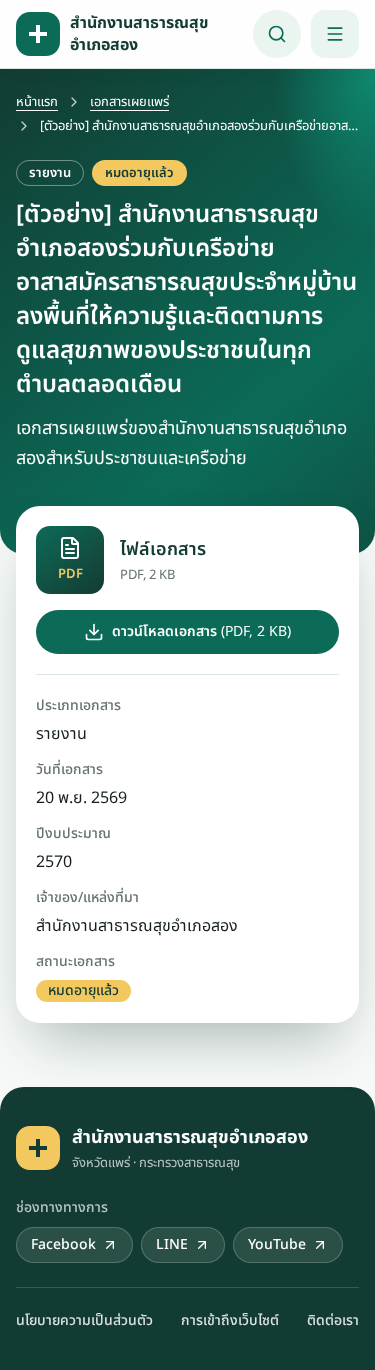 สำนักงานสาธารณสุข
อำเภอสอง
หน้าแรก > เอกสารเผยแพร่
> [ตัวอย่าง] สำนักงานสาธารณสุขอำเภอสองร่วมกับเครือข่ายอาส...
รายงาน หมดอายุแล้ว
[ตัวอย่าง] สำนักงานสาธารณสุข
อำเภอสองร่วมกับเครือข่าย
อาสาสมัครสาธารณสุขประจำหมู่บ้าน
ลงพื้นที่ให้ความรู้และติดตามการ
ดูแลสุขภาพของประชาชนในทุก
ตำบลตลอดเดือน
เอกสารเผยแพร่ของสำนักงานสาธารณสุขอำเภอ
สองสำหรับประชาชนและเครือข่าย
PDF
ไฟล์เอกสาร
PDF, 2 KB
ดาวน์โหลดเอกสาร (PDF, 2 KB)
ประเภทเอกสาร
รายงาน
วันที่เอกสาร
20 พ.ย. 2569
ปีงบประมาณ
2570
เจ้าของ/แหล่งที่มา
สำนักงานสาธารณสุขอำเภอสอง
สถานะเอกสาร
หมดอายุแล้ว
สำนักงานสาธารณสุขอำเภอสอง
จังหวัดแพร่ · กระทรวงสาธารณสุข
ช่องทางทางการ
Facebook LINE YouTube
นโยบายความเป็นส่วนตัว การเข้าถึงเว็บไซต์ ติดต่อเรา